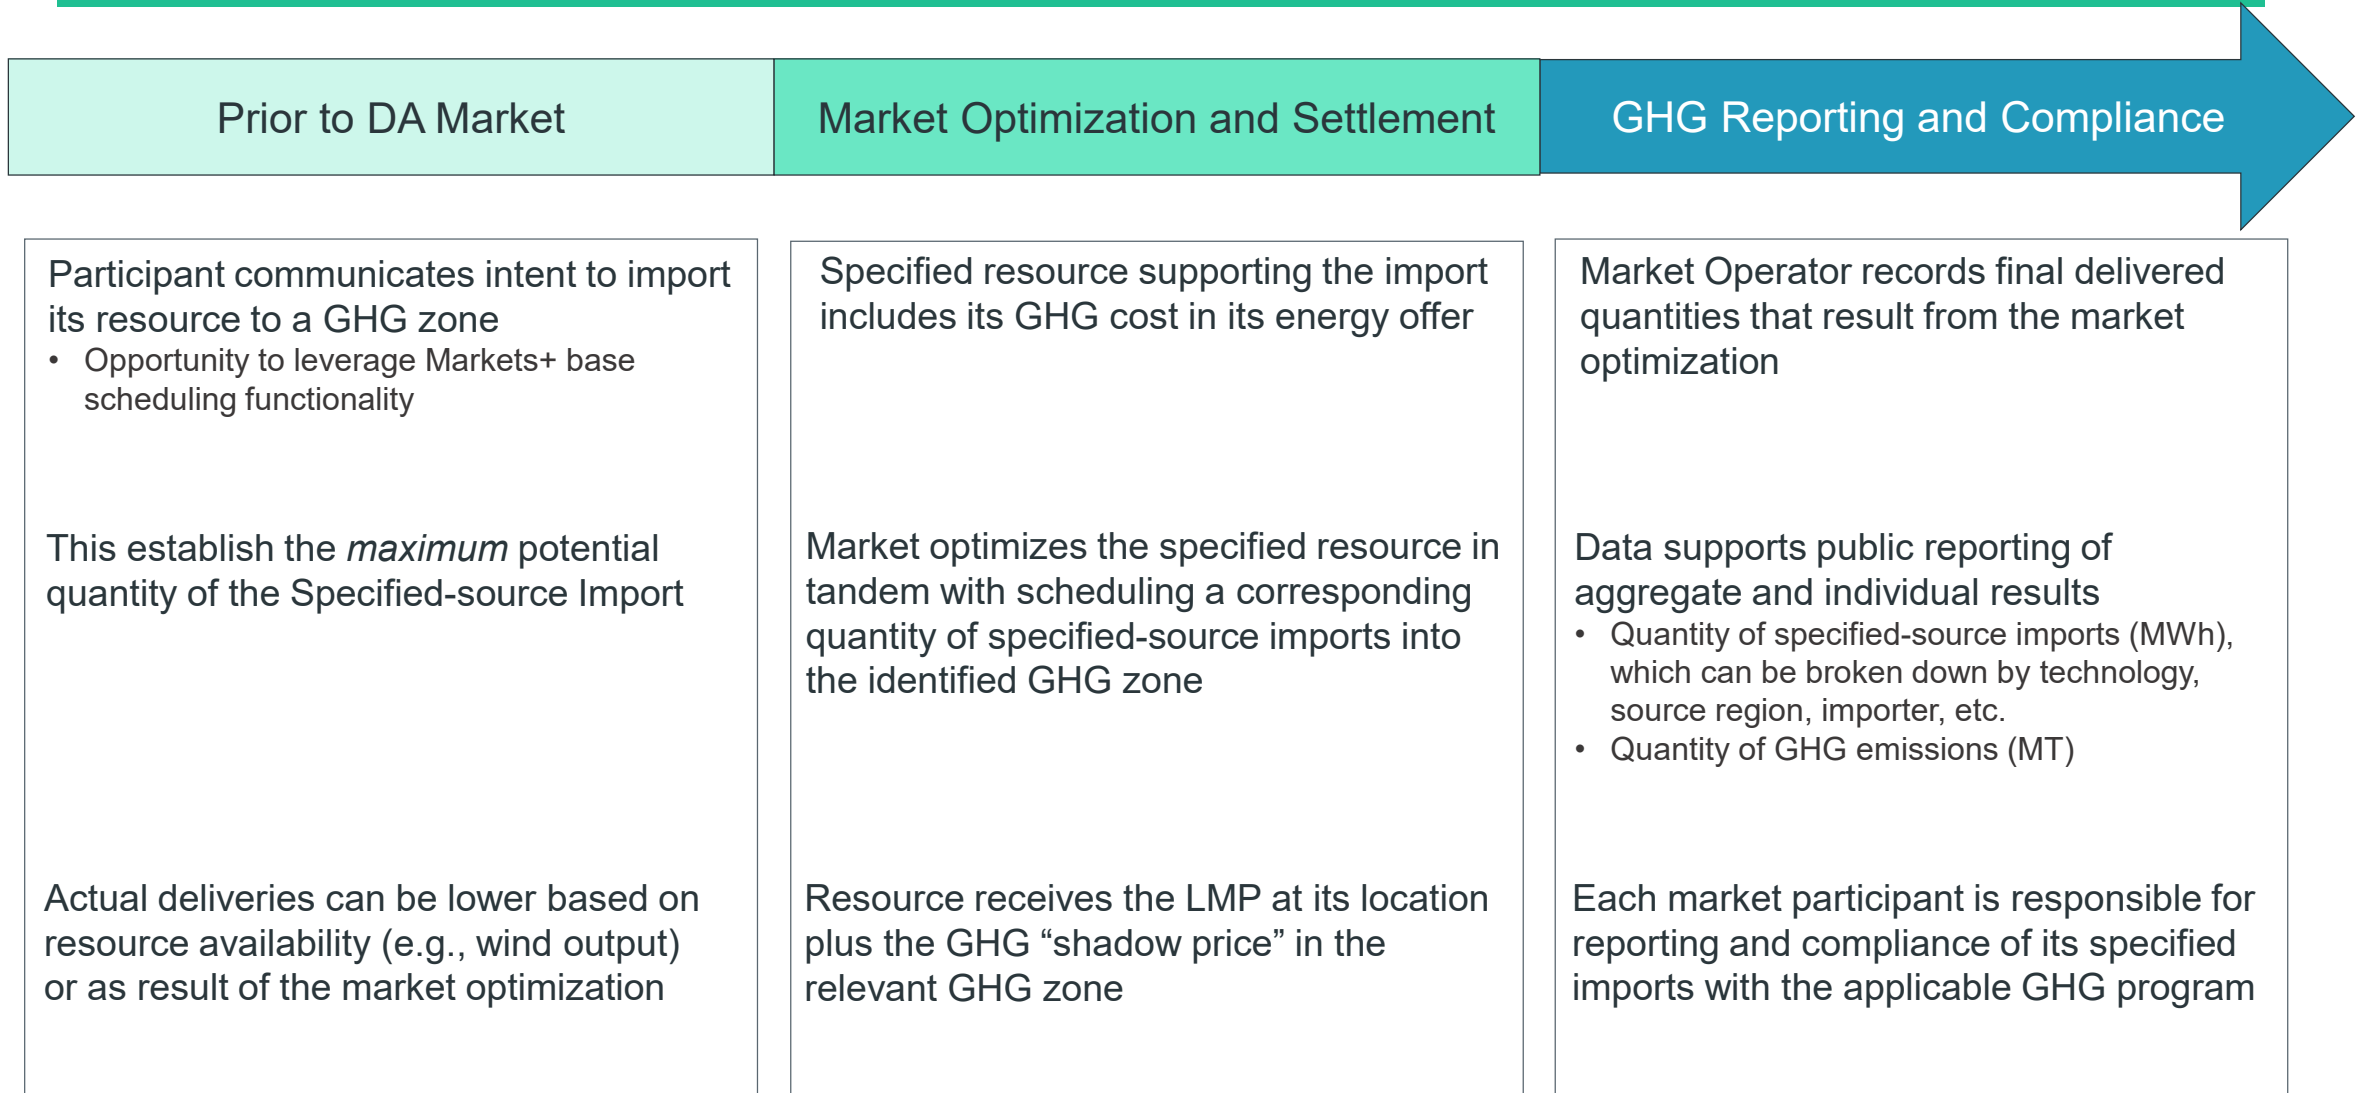 Prior to DA Market
Market Optimization and Settlement
GHG Reporting and Compliance
Participant communicates intent to import
its resource to a GHG zone
• Opportunity to leverage Markets+ base
scheduling functionality
This establish the maximum potential
quantity of the Specified-source Import
Actual deliveries can be lower based on
resource availability (e.g., wind output)
or as result of the market optimization
Specified resource supporting the import
includes its GHG cost in its energy offer
Market optimizes the specified resource in
tandem with scheduling a corresponding
quantity of specified-source imports into
the identified GHG zone
Resource receives the LMP at its location
plus the GHG “shadow price” in the
relevant GHG zone
Market Operator records final delivered
quantities that result from the market
optimization
Data supports public reporting of
aggregate and individual results
• Quantity of specified-source imports (MWh),
which can be broken down by technology,
source region, importer, etc.
• Quantity of GHG emissions (MT)
Each market participant is responsible for
reporting and compliance of its specified
imports with the applicable GHG program